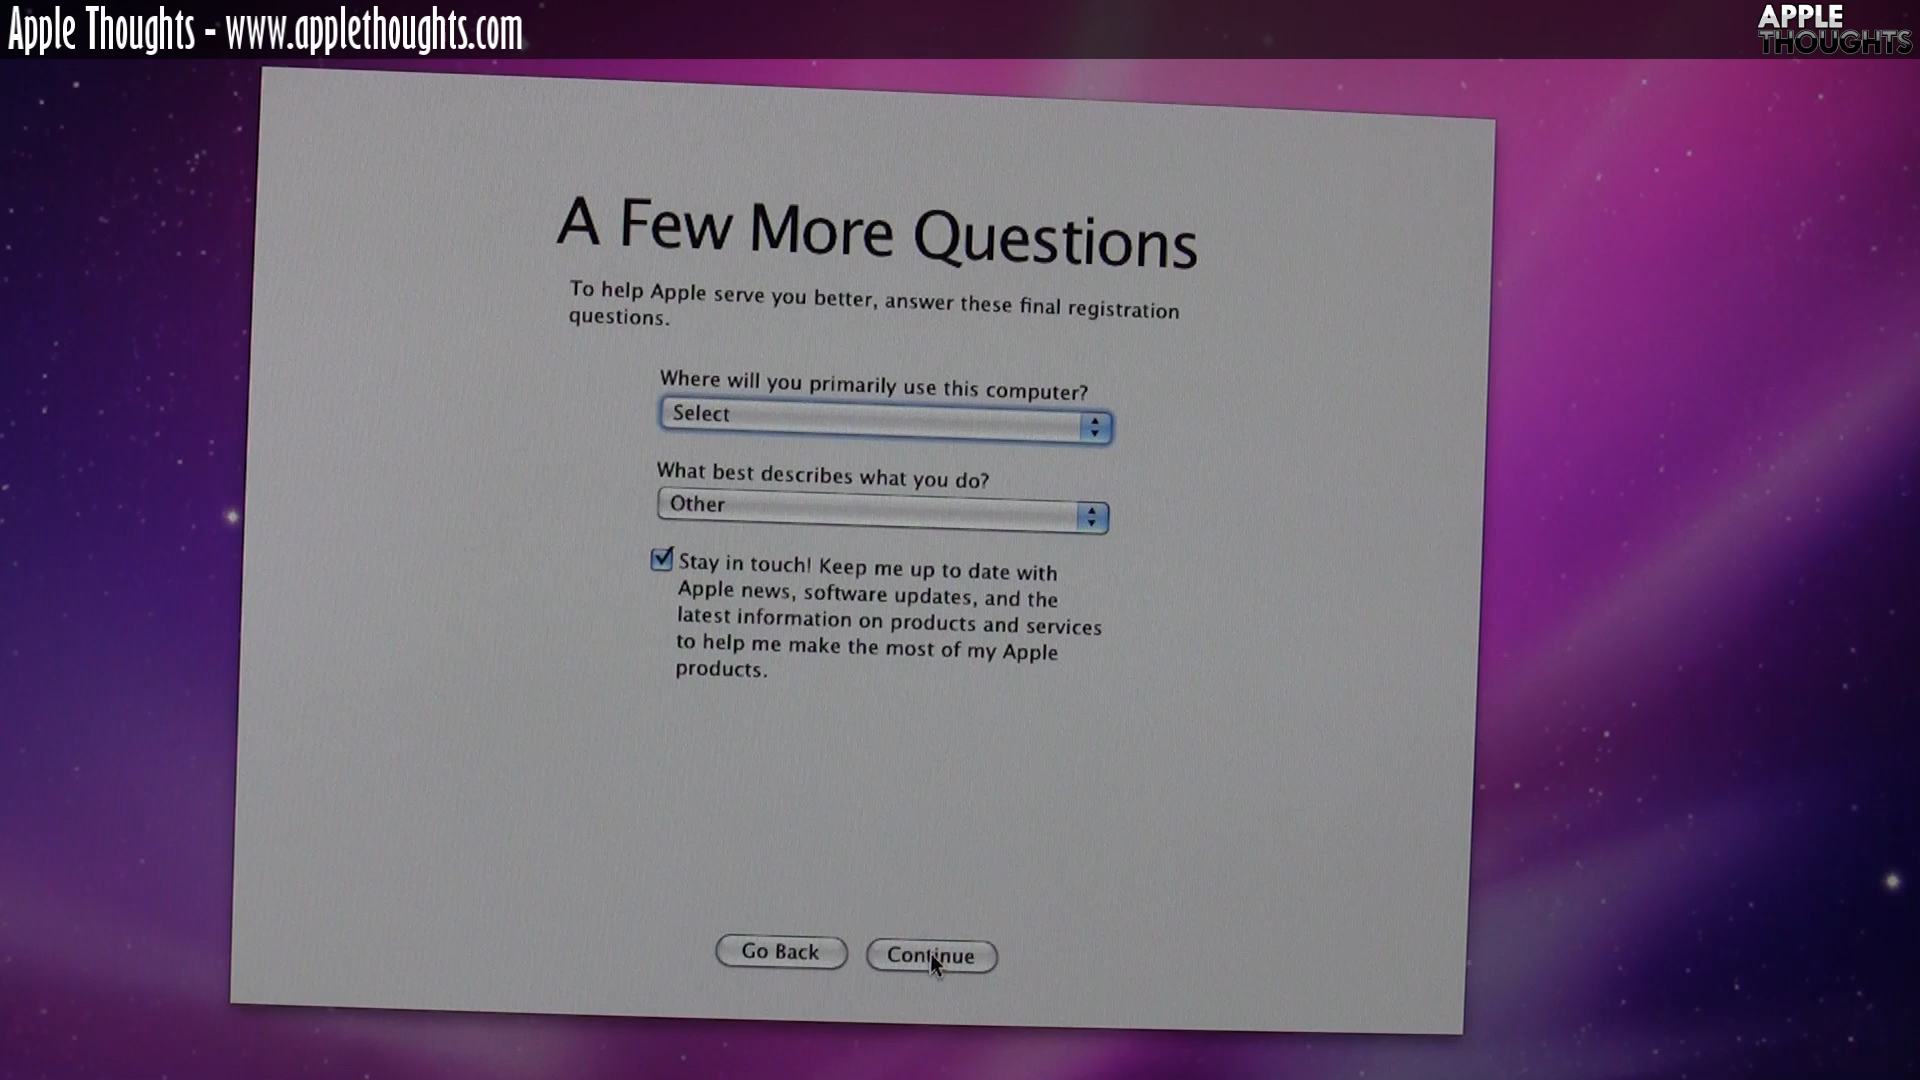 Apple Thoughts - www.applethoughts.com
APPLE
THOUGHTS
A Few More Questions
To help Apple serve you better, answer these final registration
questions.
Where will you primarily use this computer?
Select
What best describes what you do?
Other
Stay in touch! Keep me up to date with
Apple news, software updates, and the
latest information on products and services
to help me make the most of my Apple
products.
Go Back
Continue